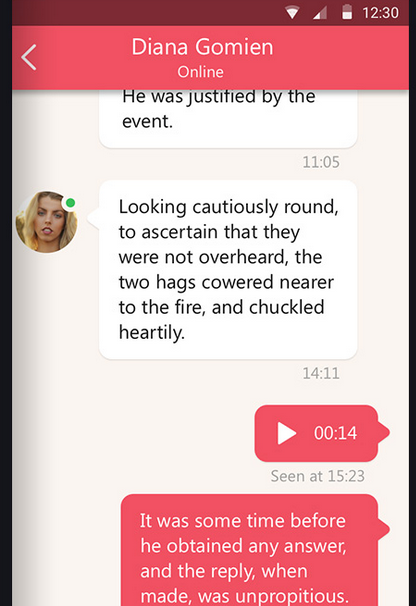 12:30
Diana Gomien
Online
He was justified by the
event.
11:05
Looking cautiously round,
to ascertain that they
were not overheard, the
two hags cowered nearer
to the fire, and chuckled
heartily.
14:11
00:14
Seen at 15:23
It was some time before
he obtained any answer,
and the reply, when
made, was unpropitious.